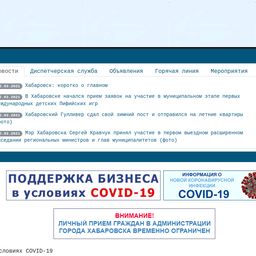 овости Диспетчерская служба Объявления Горячая линия Мероприятия
Хабаровск: коротко о главном
В Хабаровске начался прием заявок на участие в муниципальном этапе первых
ждународных детских Пифийских игр
Хабаровский Гулливер сдал свой зимний пост и отправился на летние квартиры
фото)
Мэр Хабаровска Сергей Кравчук принял участие в первом выездном расширенном
седании региональных министров и глав муниципалитетов (фото)
ПОДДЕРЖКА БИЗНЕСА
в условиях COVID-19
ИНФОРМАЦИЯ О
НОВОЙ КОРОНАВИРУСНОЙ
ИНФЕКЦИИ
COVID-19
ВНИМАНИЕ!
ЛИЧНЫЙ ПРИЕМ ГРАЖДАН В АДМИНИСТРАЦИИ
ГОРОДА ХАБАРОВСКА ВРЕМЕННО ОГРАНИЧЕН
словиях COVID-19